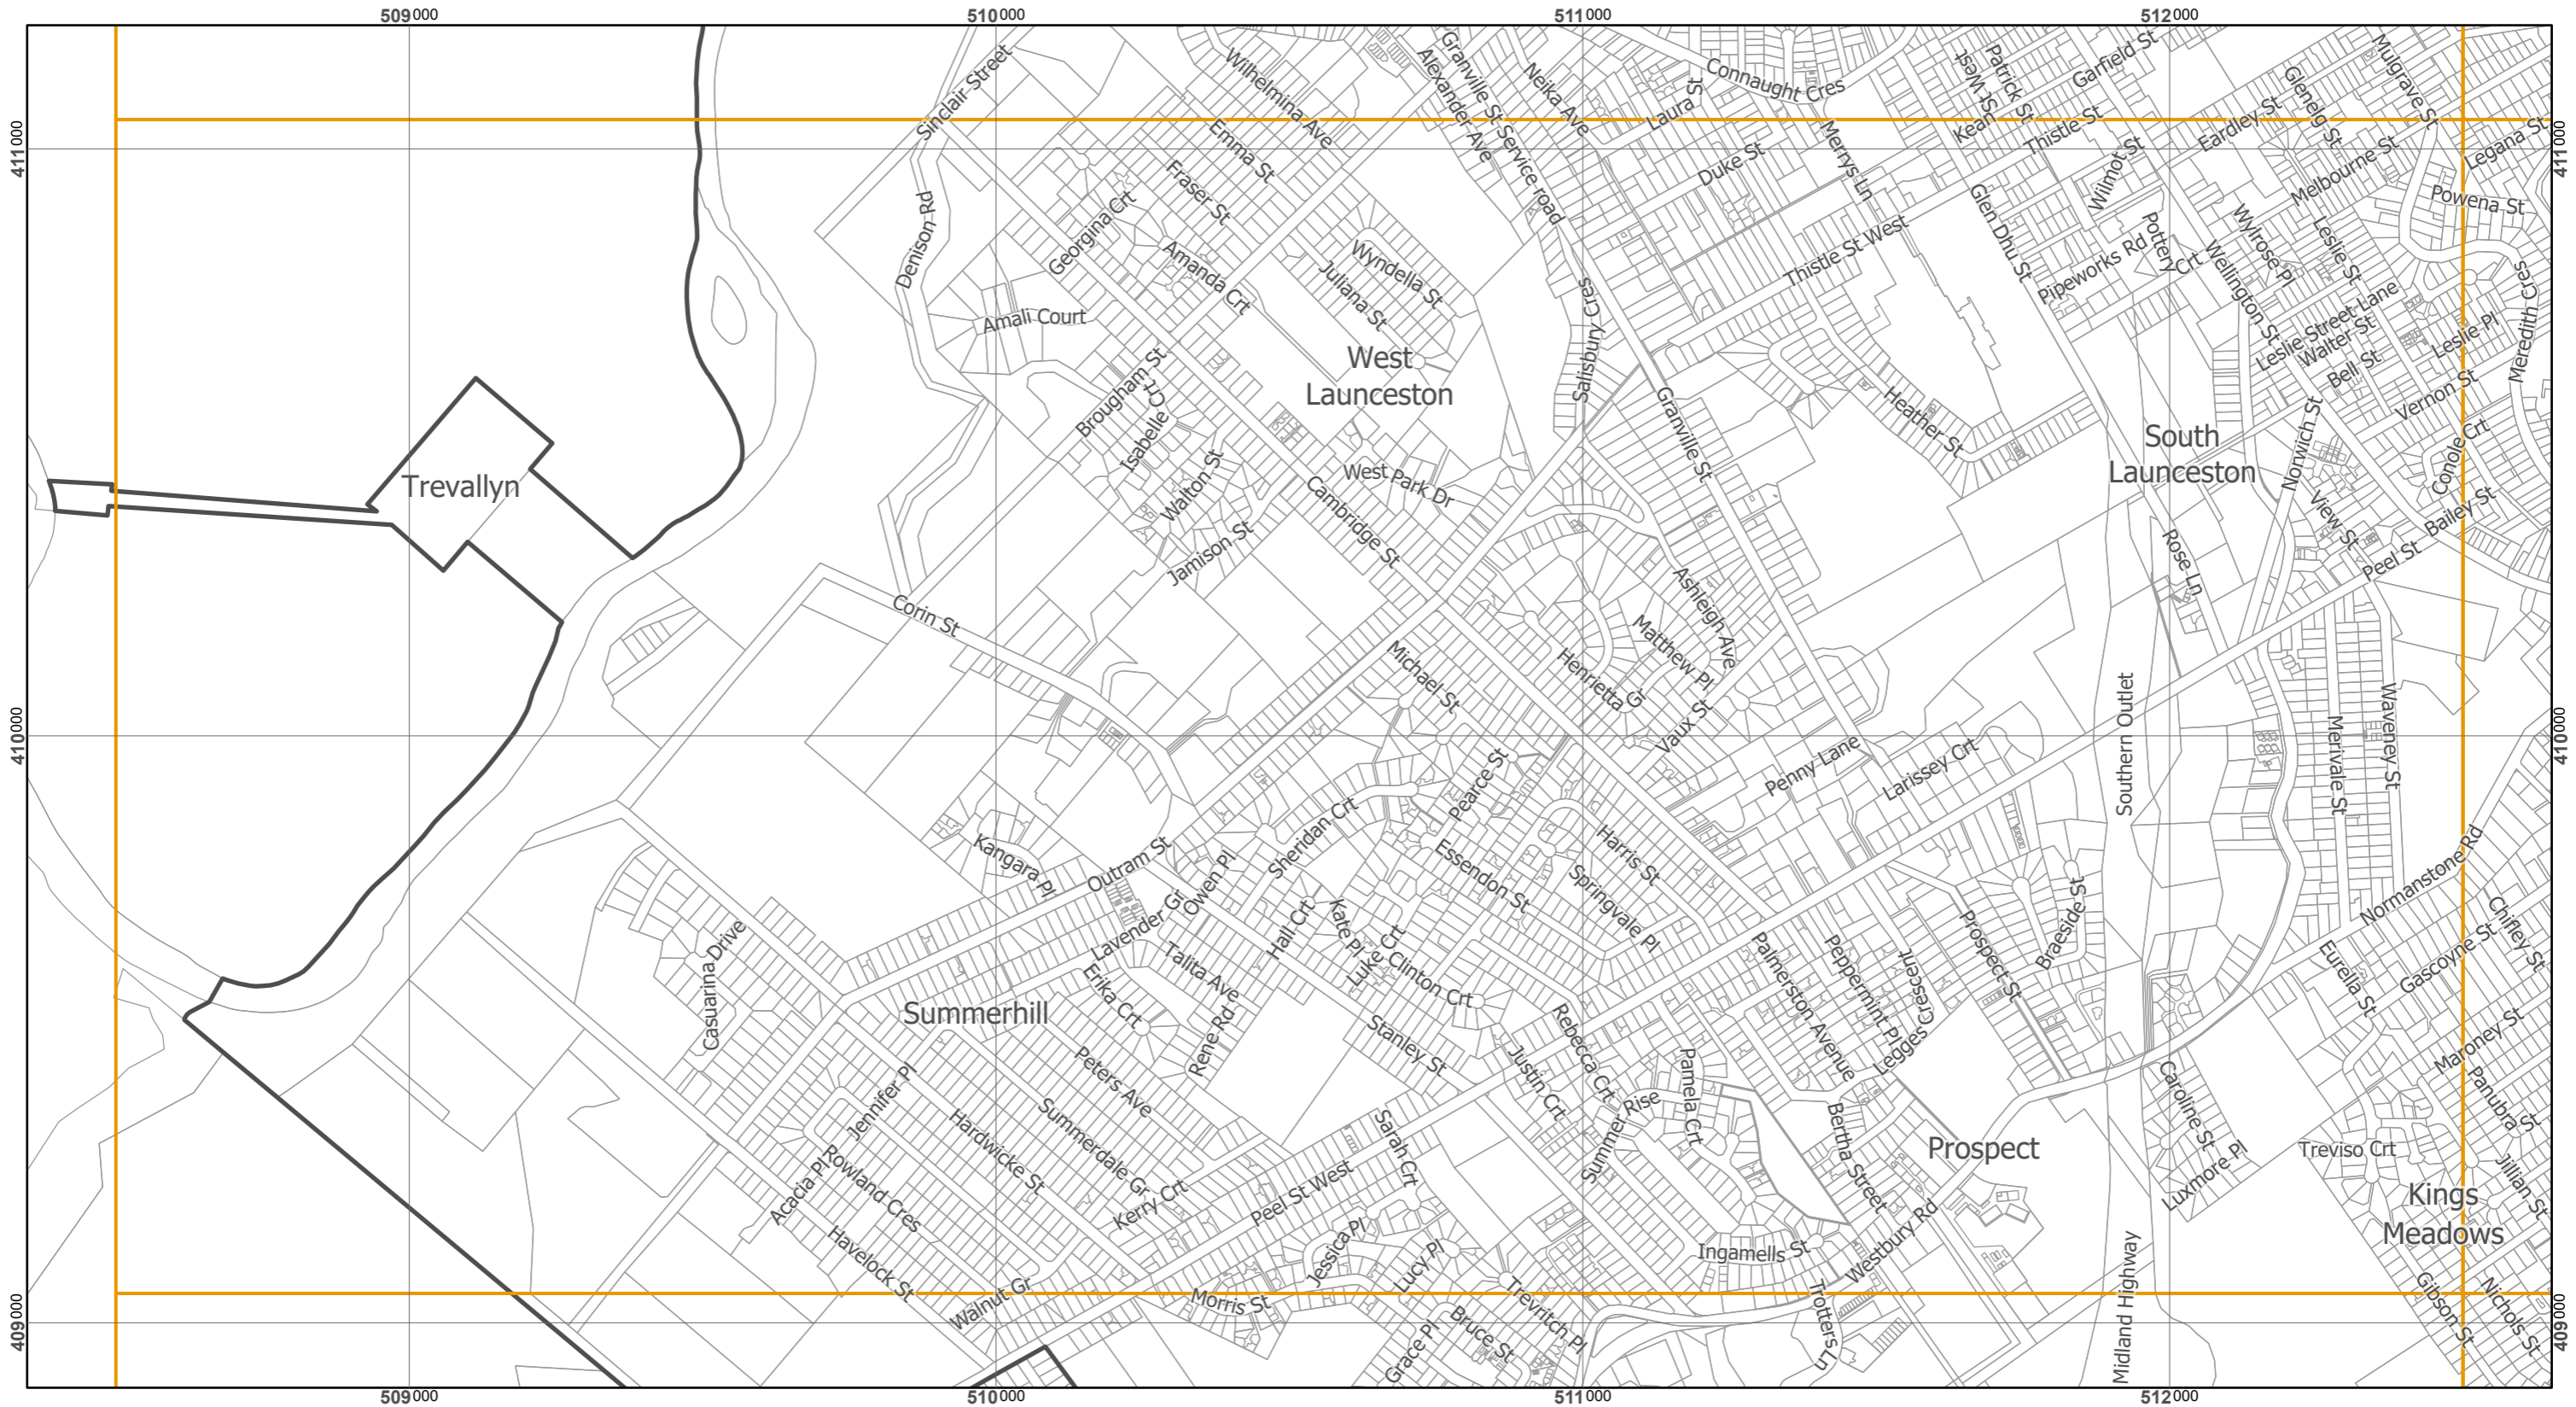 509000
510000
511000
512000
411000
411000
410000
410000
409000
409000
Sinclair Street
Wilhelmina Ave
Granville St Service road
Alexander Ave
Neika Ave
Laura St
Connaught Cres
Merrys Ln
Kean St West
Patrick St
Garfield St
Thistle St
Glenelg St
Mulgrave St
Eardley St
Melbourne St
Legana St
Powena St
Emma St
Fraser St
Duke St
Wilmot St
Denison Rd
Georgina Crt
Amanda Crt
Wyndella St
Juliana St
Thistle St West
Glen Dhu St
Pipeworks Rd
Pottery Crt
Wellington St
Wylrose Pl
Leslie St
Leslie Street Lane
Walter St
Bell St
Leslie Pl
Meredith Cres
Vernon St
Amali Court
West
Launceston
Salisbury Cres
Brougham St
Isabelle Crt
Walton St
Jamison St
Cambridge St
West Park Dr
Granville St
Heather St
South
Launceston
Norwich St
Conole Crt
View St
Bailey St
Peel St
Rose Ln
Trevallyn
Corin St
Michael St
Ashleigh Ave
Matthew Pl
Henrietta Gr
Vaux St
Southern Outlet
Waveney St
Merivale St
Penny Lane
Larissey Crt
Pearce St
Sheridan Crt
Kangara Pl
Outram St
Owen Pl
Lavender Gr
Essendon St
Harris St
Springvale Pl
Normanstone Rd
Chifley St
Gascoyne St
Eurella St
Braeside St
Prospect St
Casuarina Drive
Talita Ave
Hall Crt
Kate Pl
Luke Crt
Clinton Crt
Palmerston Avenue
Peppermint Pl
Legges Crescent
Summerhill
Erika Crt
Rene Rd
Stanley St
Rebecca Crt
Justin Crt
Maroney St
Panubra St
Peters Ave
Pamela Crt
Summer Rise
Bertha Street
Caroline St
Jennifer Pl
Hardwicke St
Summerdale Gr
Sarah Crt
Prospect
Treviso Crt
Luxmore Pl
Jillian St
Kings
Meadows
Acacia Pl
Rowland Cres
Kerry Crt
Peel St West
Havelock St
Jessica Pl
Lucy Pl
Ingamells St
Westbury Rd
Midland Highway
Walnut Gr
Morris St
Trevritch Pl
Bruce St
Grace Pl
Trotters Ln
Gibson St
Nichols St
509000
510000
511000
512000